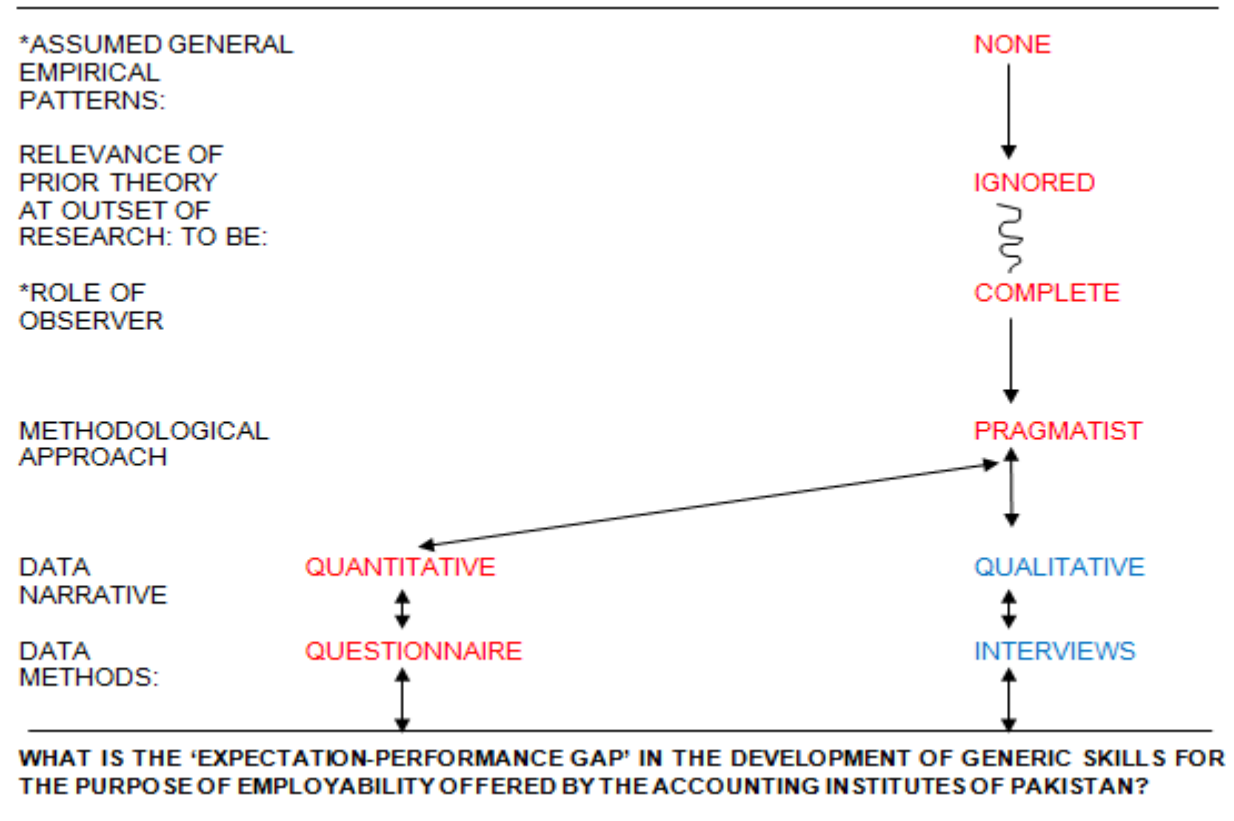 *ASSUMED GENERAL NONE
EMPIRICAL
PATTERNS:
RELEVANCE OF
PRIOR THEORY IGNORED
AT OUTSET OF
RESEARCH: TO BE:
*ROLE OF COMPLETE
OBSERVER
METHODOLOGICAL PRAGMATIST
APPROACH
DATA QUANTITATIVE QUALITATIVE
NARRATIVE
DATA QUESTIONNAIRE INTERVIEWS
METHODS:
WHAT IS THE ‘EXPECTATION-PERFORMANCE GAP’ IN THE DEVELOPMENT OF GENERIC SKILLS FOR
THE PURPOSE OF EMPLOYABILITY OFFERED BY THE ACCOUNTING INSTITUTES OF PAKISTAN?